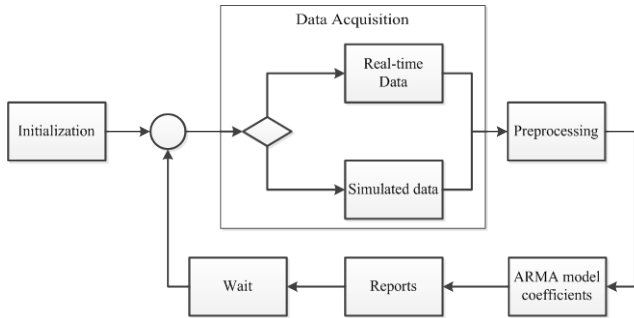 Data Acquisition
Real-time
Data
Initialization
Preprocessing
Simulated data
Wait
Reports
ARMA model
coefficients